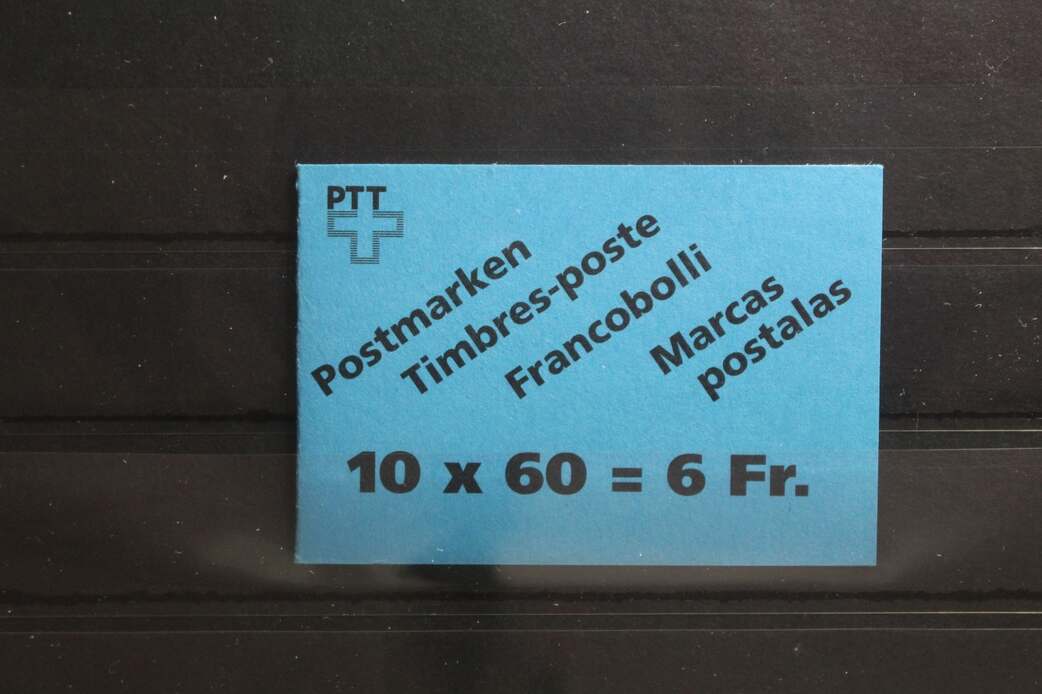 PTT
Postmarken
Timbres-poste
Francobolli
Marcas
postalas
10 x 60 = 6 Fr.